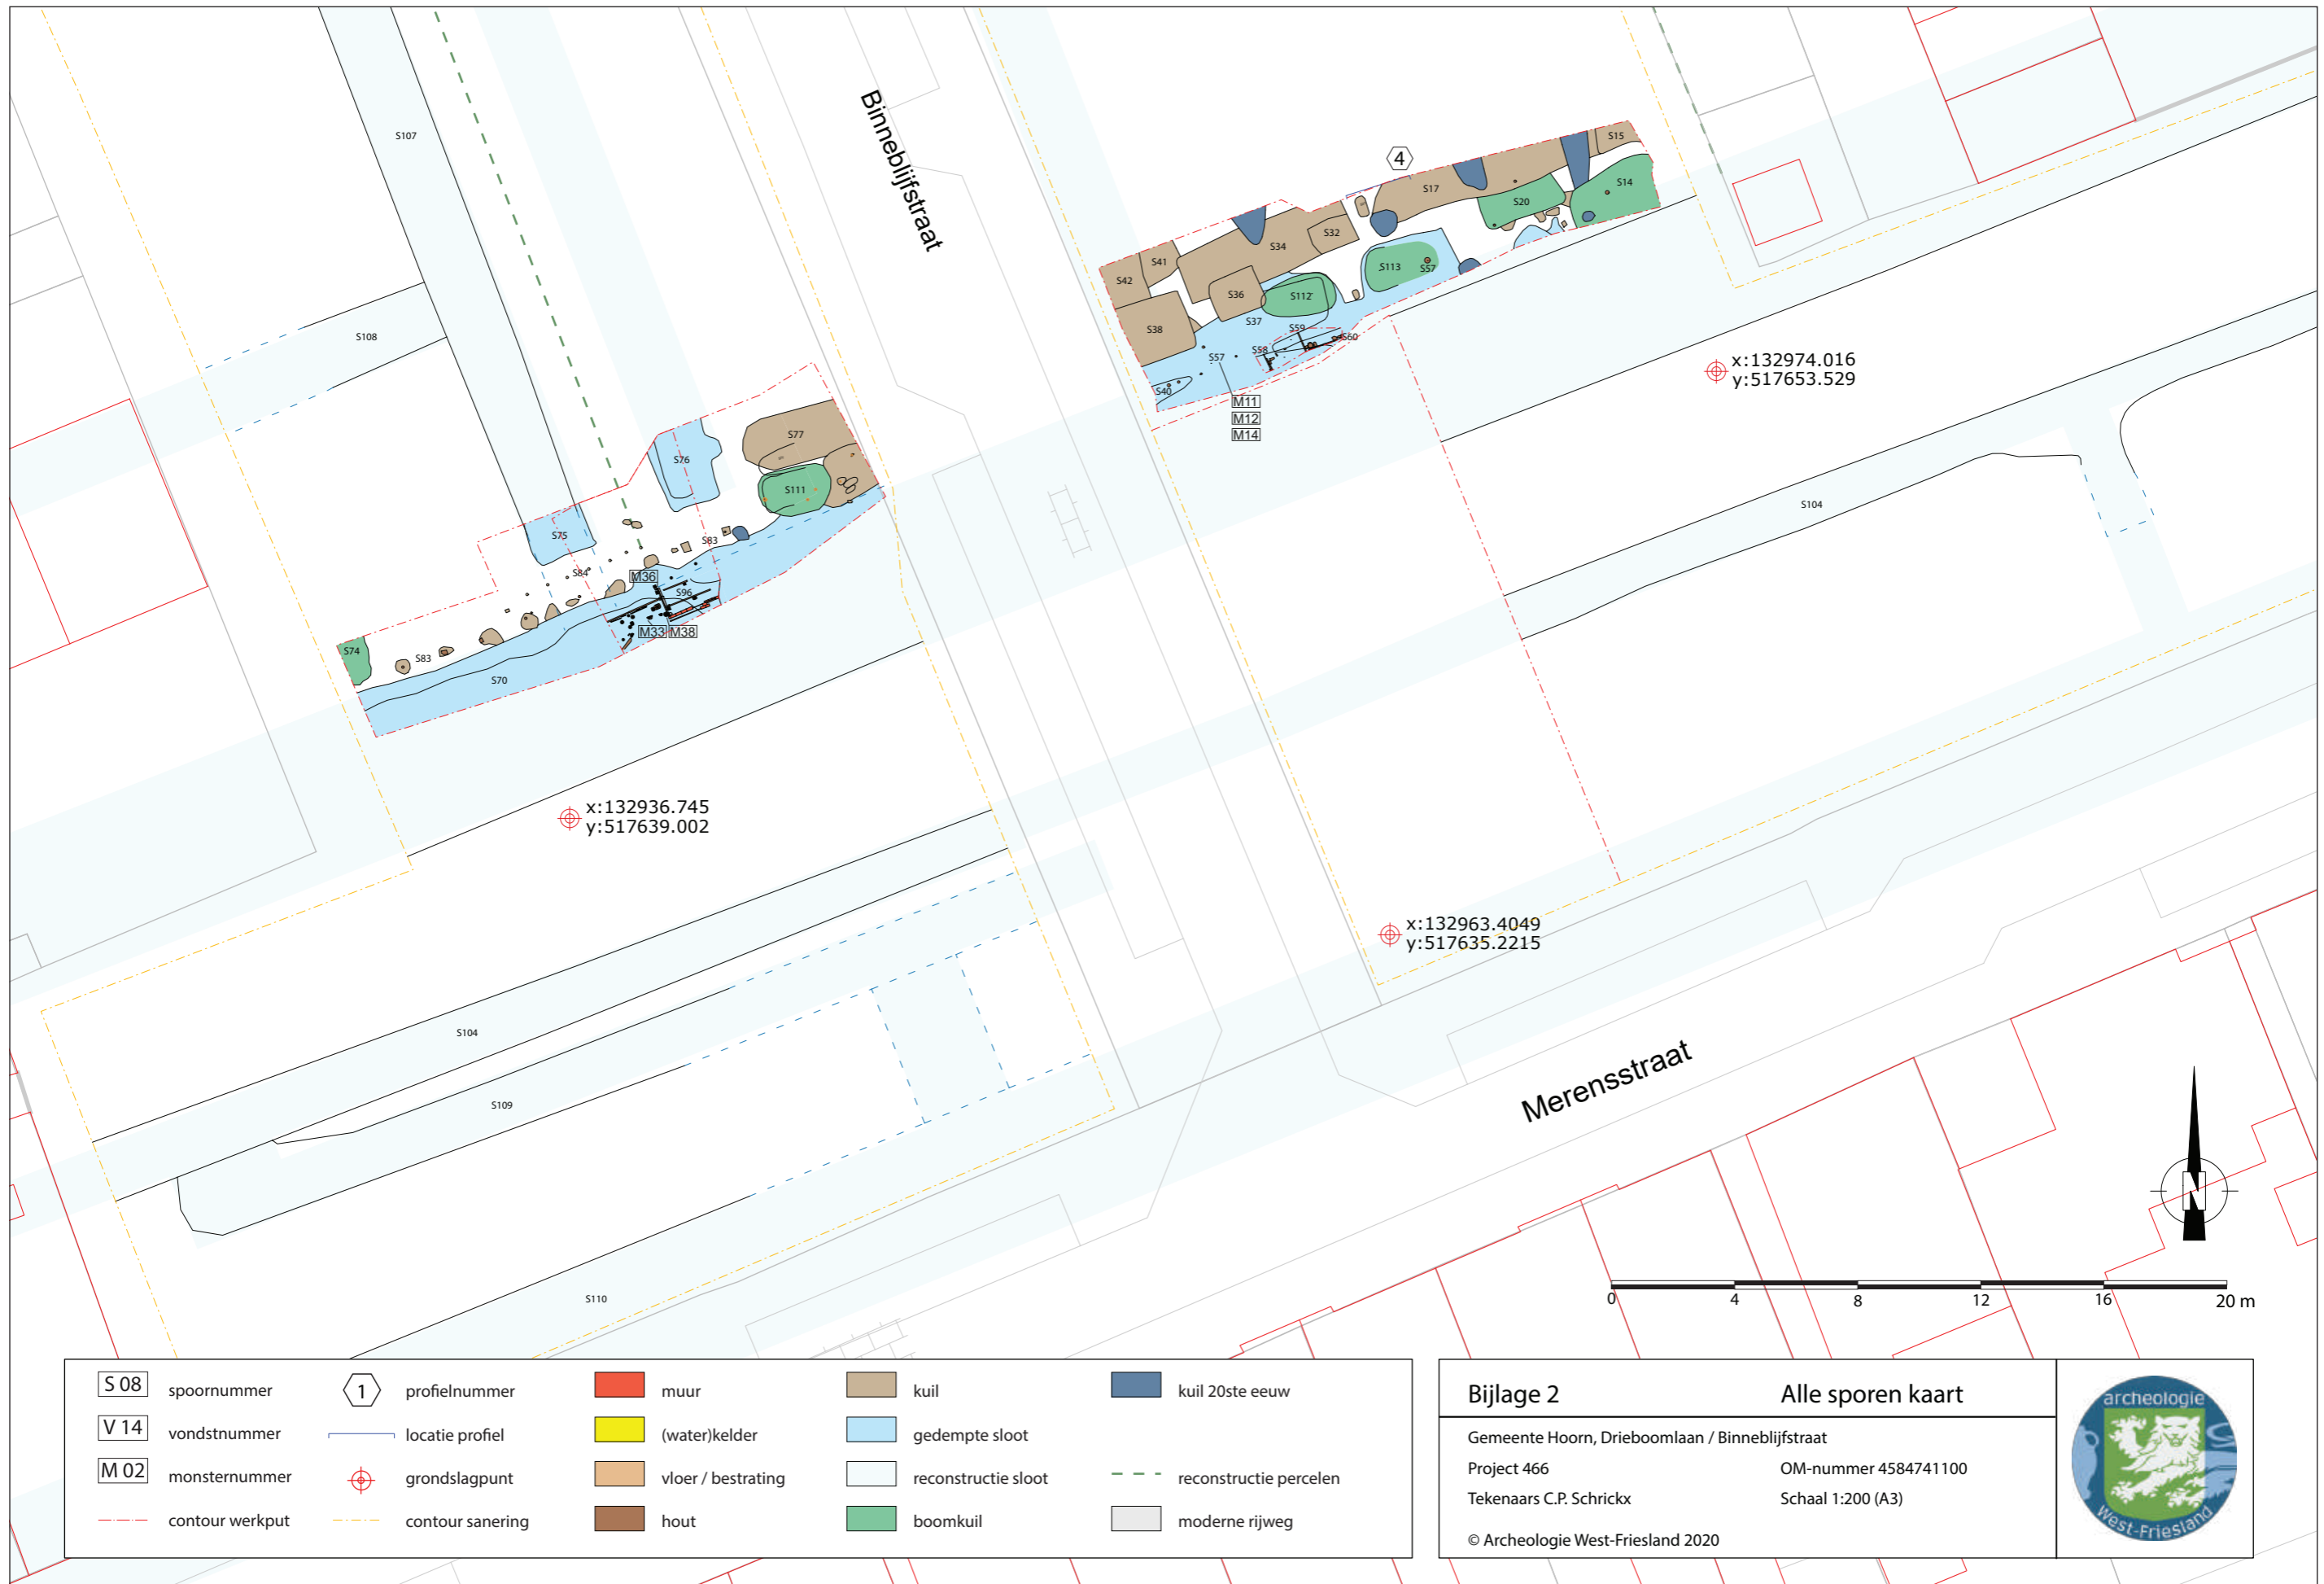 S107
Binneblijfstraat
4
S15
S14
S17
S20
S32
S34
S41
S42
S36
S113
S57
S112
S38
S37
S59
S58
S60
S57
S40
M11
M12
M14
x:132974.016
y:517653.529
S108
S77
S76
S111
S75
S83
S84
M36
S96
M33
M38
S74
S83
S70
S104
x:132936.745
y:517639.002
x:132963.4049
y:517635.2215
S104
S109
Merensstraat
S110
0 4 8 12 16 20 m
S 08 spoornummer
V 14 vondstnummer
M 02 monsternummer
contour werkput
1 profielnummer
locatie profiel
grondslagpunt
contour sanering
muur
(water)kelder
vloer / bestrating
hout
kuil
gedempte sloot
reconstructie sloot
boomkuil
kuil 20ste eeuw
reconstructie percelen
moderne rijweg
Bijlage 2 Alle sporen kaart
Gemeente Hoorn, Drieboomlaan / Binneblijfstraat
Project 466 OM-nummer 4584741100
Tekenaars C.P. Schrickx Schaal 1:200 (A3)
© Archeologie West-Friesland 2020
archeologie
West-Friesland